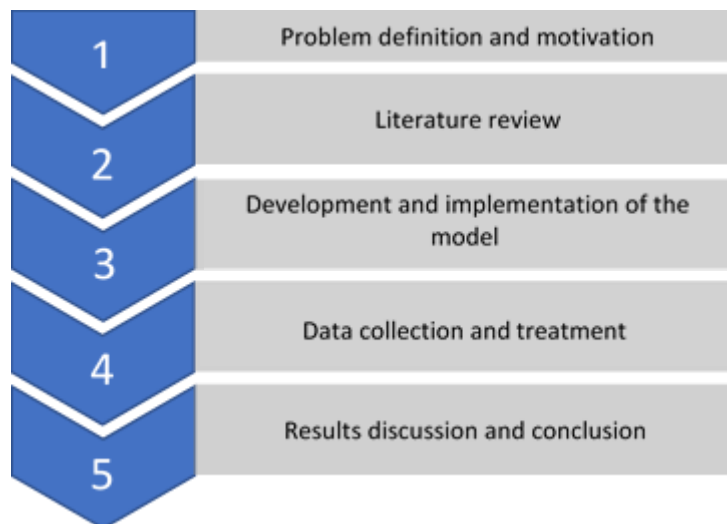 1
Problem definition and motivation
2
Literature review
3
Development and implementation of the
model
4
Data collection and treatment
5
Results discussion and conclusion